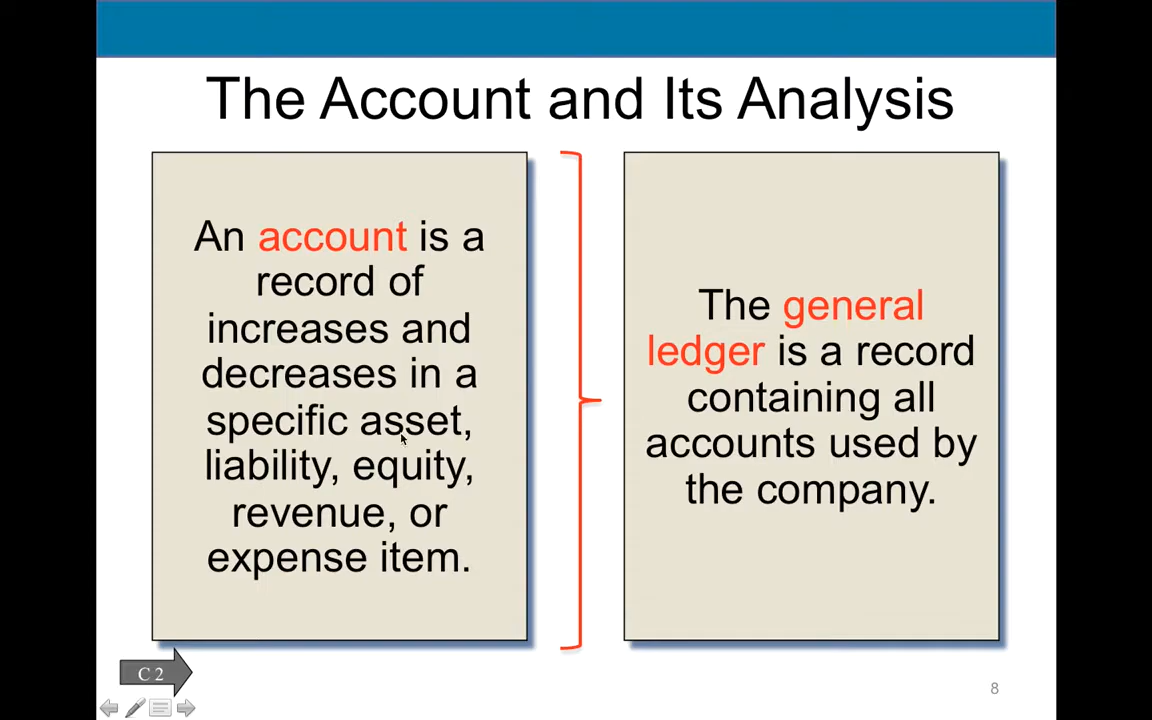 The Account and Its Analysis
An account is a
record of
increases and
decreases in a
specific asset,
liability, equity,
revenue, or
expense item.
The general
ledger is a record
containing all
accounts used by
the company.
C 2
8